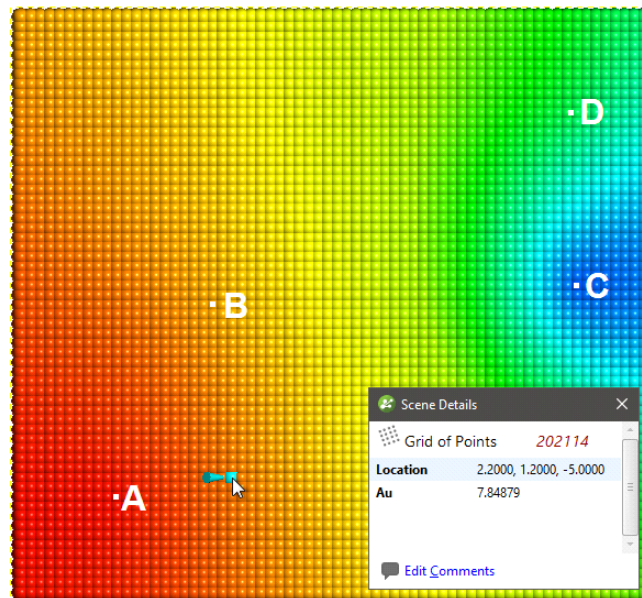 D
C
B
A
Scene Details
Grid of Points 202114
Location 2.2000, 1.2000, -5.0000
Au 7.84879
Edit Comments